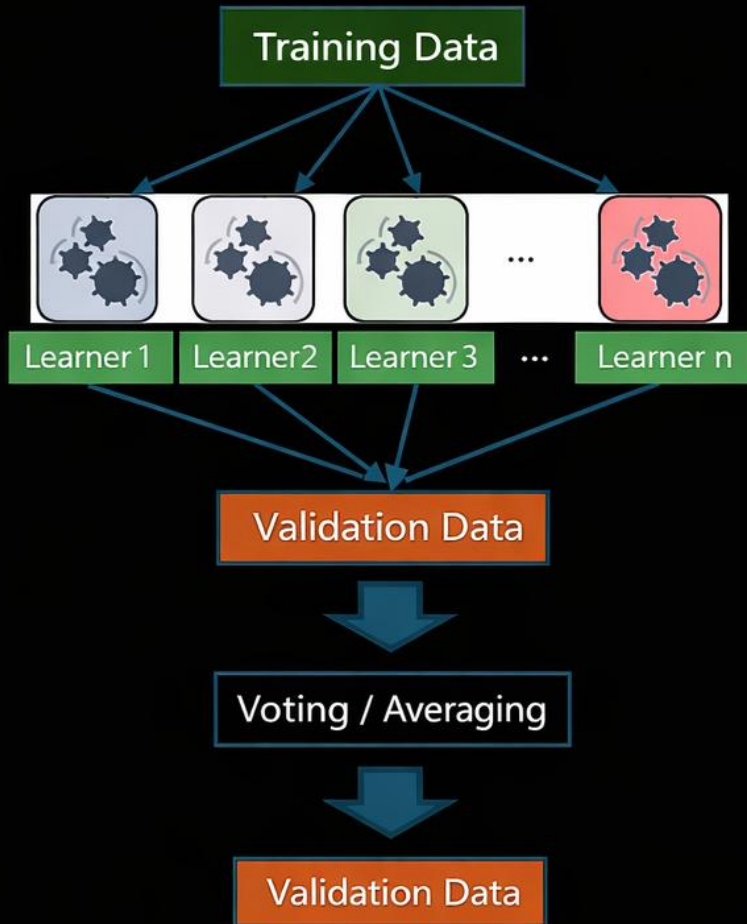 Training Data
...
Learner 1 Learner2 Learner 3 ... Learner n
Validation Data
Voting / Averaging
Validation Data